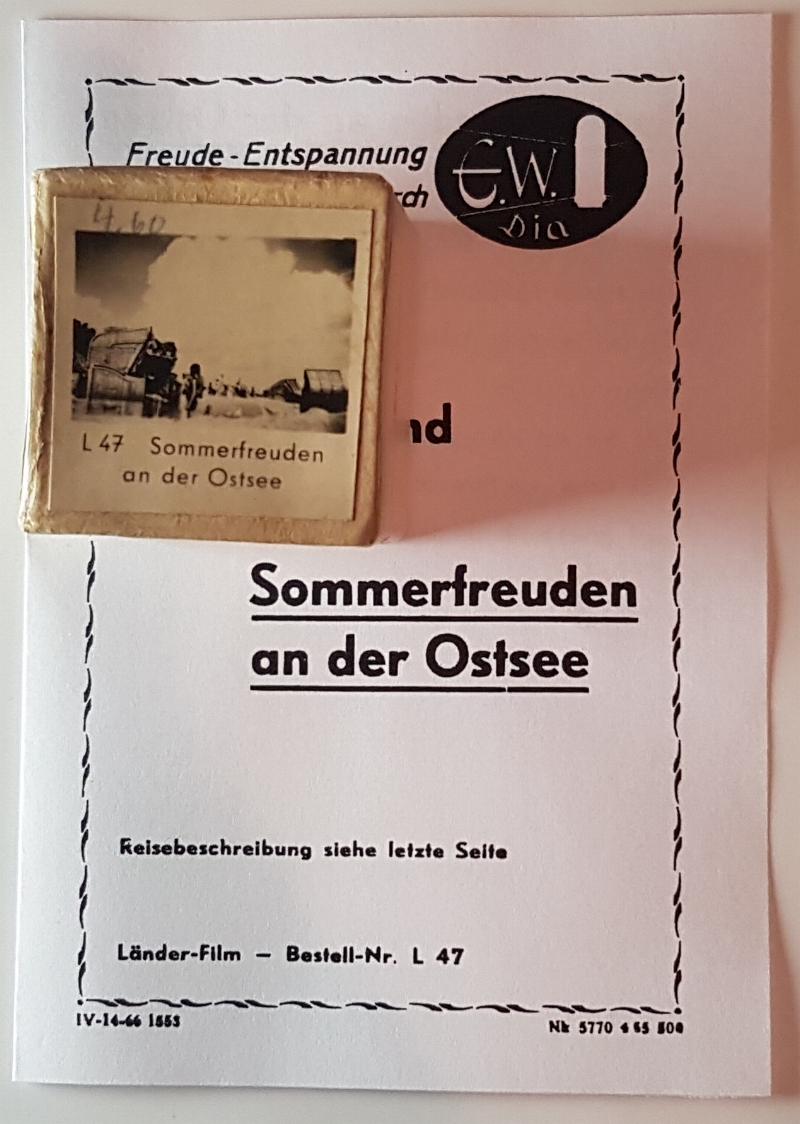 Freude - Entspannung
rch
E.W.
Dia
4,60
L 47 Sommerfreuden
an der Ostsee
nd
Sommerfreuden
an der Ostsee
Reisebeschreibung siehe letzte Seite
Länder-Film — Bestell-Nr. L 47
IV-14-66 1553
Nk 5770 4 65 500